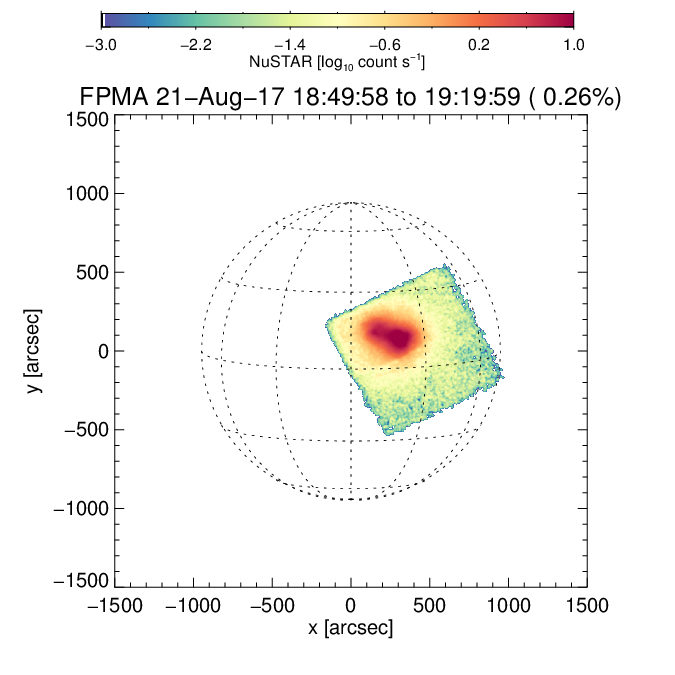 −3.0 −2.2 −1.4 −0.6 0.2 1.0
NuSTAR [log₁₀ count s⁻¹]
FPMA 21−Aug−17 18:49:58 to 19:19:59 ( 0.26%)
1500
1000
500
0
−500
−1000
−1500
y [arcsec]
−1500 −1000 −500 0 500 1000 1500
x [arcsec]